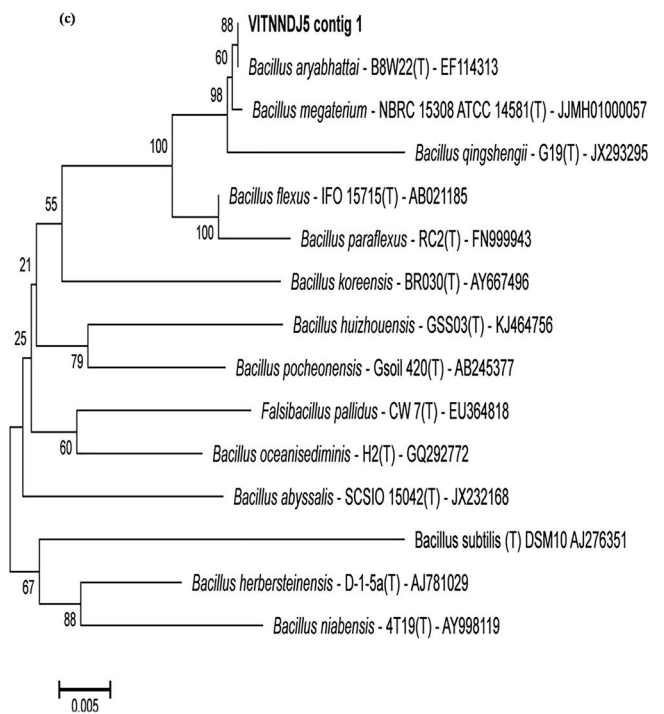 (c)
88
VITNNDJ5 contig 1
60
Bacillus aryabhattai - B8W22(T) - EF114313
98
Bacillus megaterium - NBRC 15308 ATCC 14581(T) - JJMH01000057
100
Bacillus qingshengii - G19(T) - JX293295
55
Bacillus flexus - IFO 15715(T) - AB021185
100
Bacillus paraflexus - RC2(T) - FN999943
21
Bacillus koreensis - BR030(T) - AY667496
Bacillus huizhouensis - GSS03(T) - KJ464756
25
79
Bacillus pocheonensis - Gsoil 420(T) - AB245377
Falsibacillus pallidus - CW 7(T) - EU364818
60
Bacillus oceanisediminis - H2(T) - GQ292772
Bacillus abyssalis - SCSIO 15042(T) - JX232168
Bacillus subtilis (T) DSM10 AJ276351
67
Bacillus herbersteinensis - D-1-5a(T) - AJ781029
88
Bacillus niabensis - 4T19(T) - AY998119
0.005